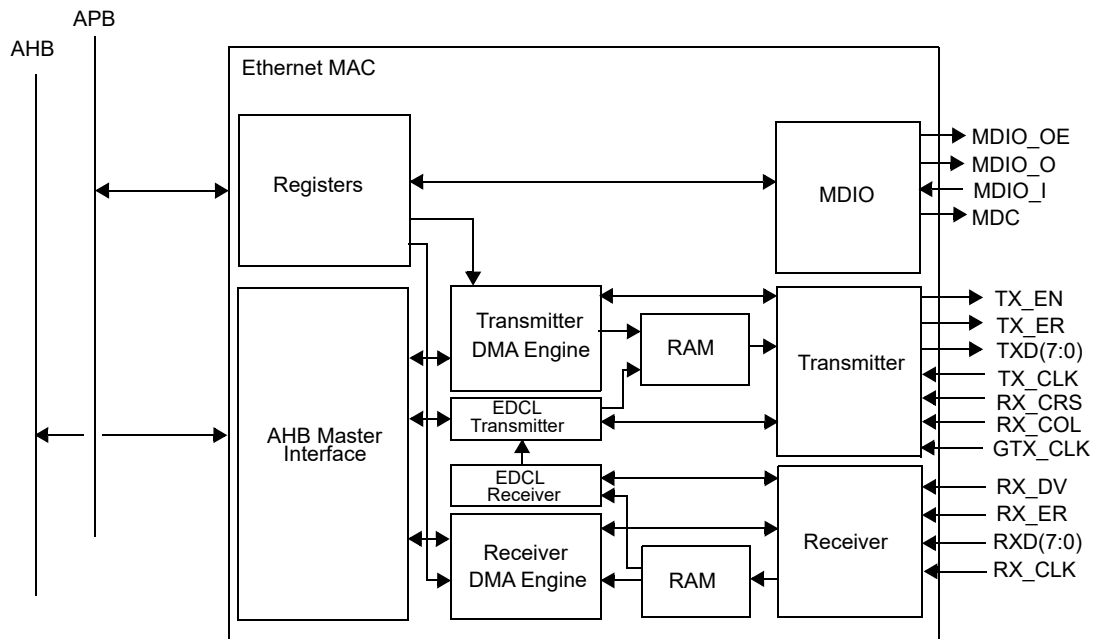 APB
AHB
Ethernet MAC
Registers
MDIO
MDIO_OE
MDIO_O
MDIO_I
MDC
Transmitter
DMA Engine
RAM
Transmitter
TX_EN
TX_ER
TXD(7:0)
TX_CLK
RX_CRS
RX_COL
GTX_CLK
EDCL
Transmitter
AHB Master
Interface
EDCL
Receiver
Receiver
DMA Engine
RAM
Receiver
RX_DV
RX_ER
RXD(7:0)
RX_CLK